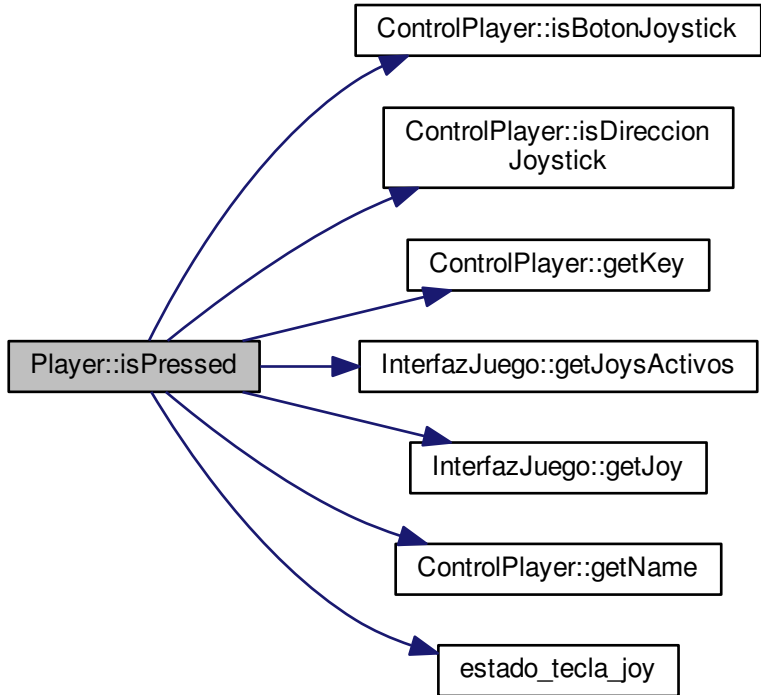 ControlPlayer::isBotonJoystick
ControlPlayer::isDireccion
Joystick
ControlPlayer::getKey
Player::isPressed
InterfazJuego::getJoysActivos
InterfazJuego::getJoy
ControlPlayer::getName
estado_tecla_joy